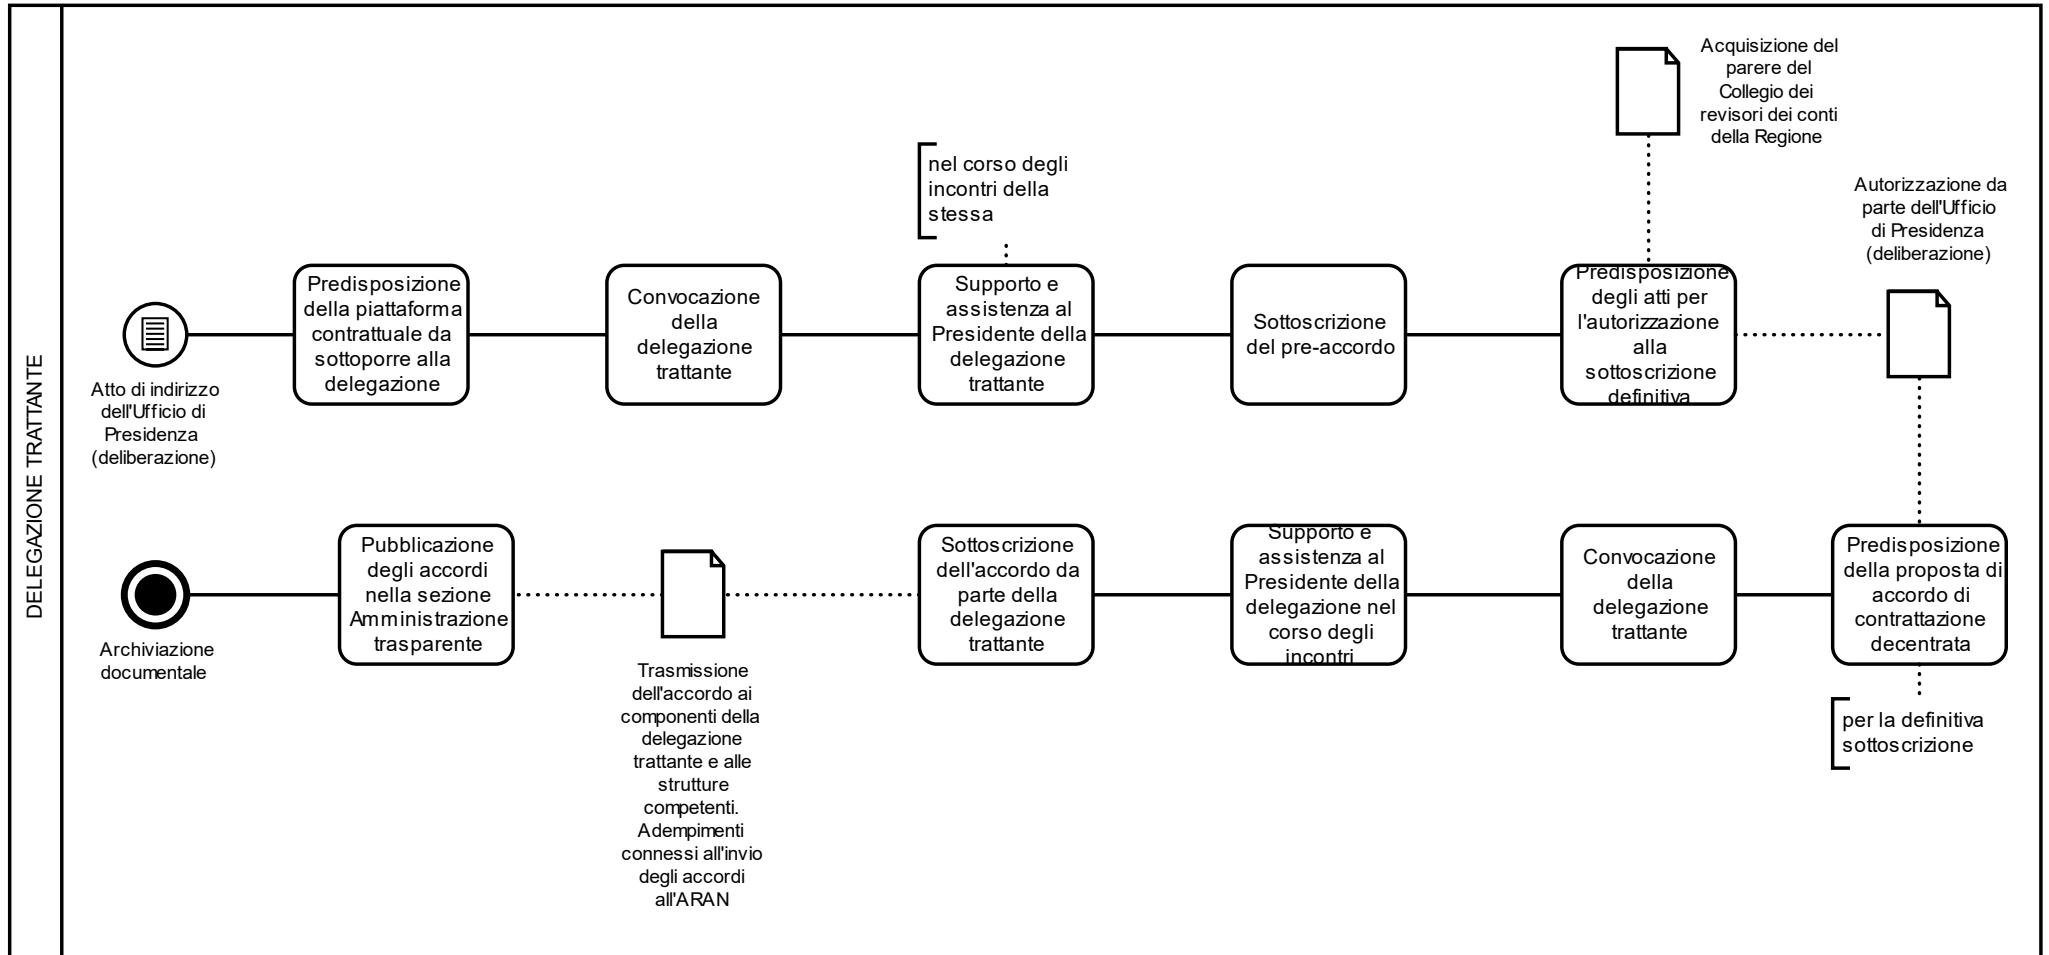 DELEGAZIONE TRATTANTE
Acquisizione del
parere del
Collegio dei
revisori dei conti
della Regione
nel corso degli
incontri della
stessa
Autorizzazione da
parte dell'Ufficio
di Presidenza
(deliberazione)
Atto di indirizzo
dell'Ufficio di
Presidenza
(deliberazione)
Predisposizione
della piattaforma
contrattuale da
sottoporre alla
delegazione
Convocazione
della
delegazione
trattante
Supporto e
assistenza al
Presidente della
delegazione
trattante
Sottoscrizione
del pre-accordo
Predisposizione
degli atti per
l'autorizzazione
alla
sottoscrizione
definitiva
Archiviazione
documentale
Pubblicazione
degli accordi
nella sezione
Amministrazione
trasparente
Trasmissione
dell'accordo ai
componenti della
delegazione
trattante e alle
strutture
competenti.
Adempimenti
connessi all'invio
degli accordi
all'ARAN
Sottoscrizione
dell'accordo da
parte della
delegazione
trattante
Supporto e
assistenza al
Presidente della
delegazione nel
corso degli
incontri
Convocazione
della
delegazione
trattante
Predisposizione
della proposta di
accordo di
contrattazione
decentrata
per la definitiva
sottoscrizione